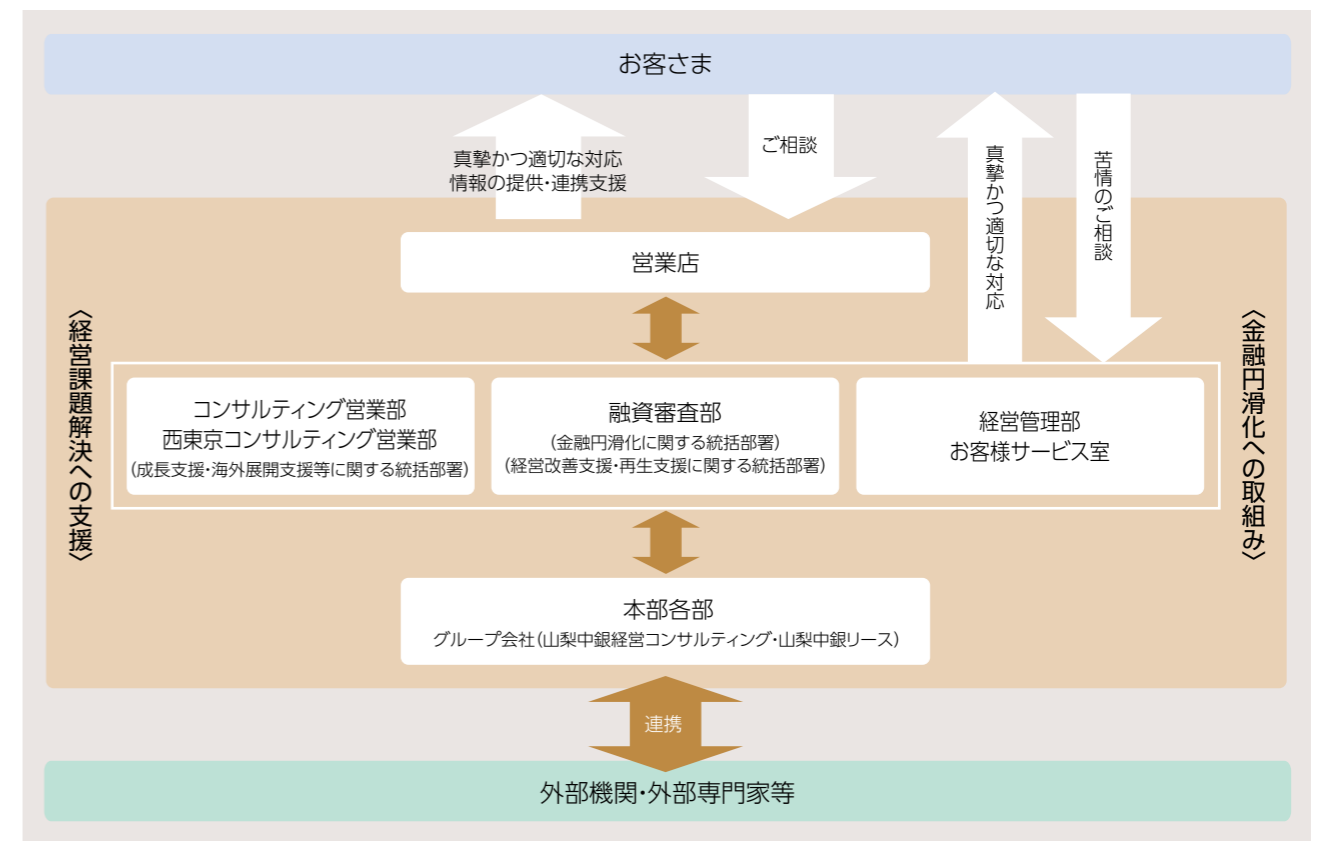 お客さま
真摯かつ適切な対応
情報の提供・連携支援
ご相談
真摯かつ適切な対応
苦情のご相談
営業店
〈経営課題解決への支援〉
コンサルティング営業部
西東京コンサルティング営業部
(成長支援・海外展開支援等に関する統括部署)
融資審査部
(金融円滑化に関する統括部署)
(経営改善支援・再生支援に関する統括部署)
経営管理部
お客様サービス室
〈金融円滑化への取組み〉
本部各部
グループ会社(山梨中銀経営コンサルティング・山梨中銀リース)
連携
外部機関・外部専門家等